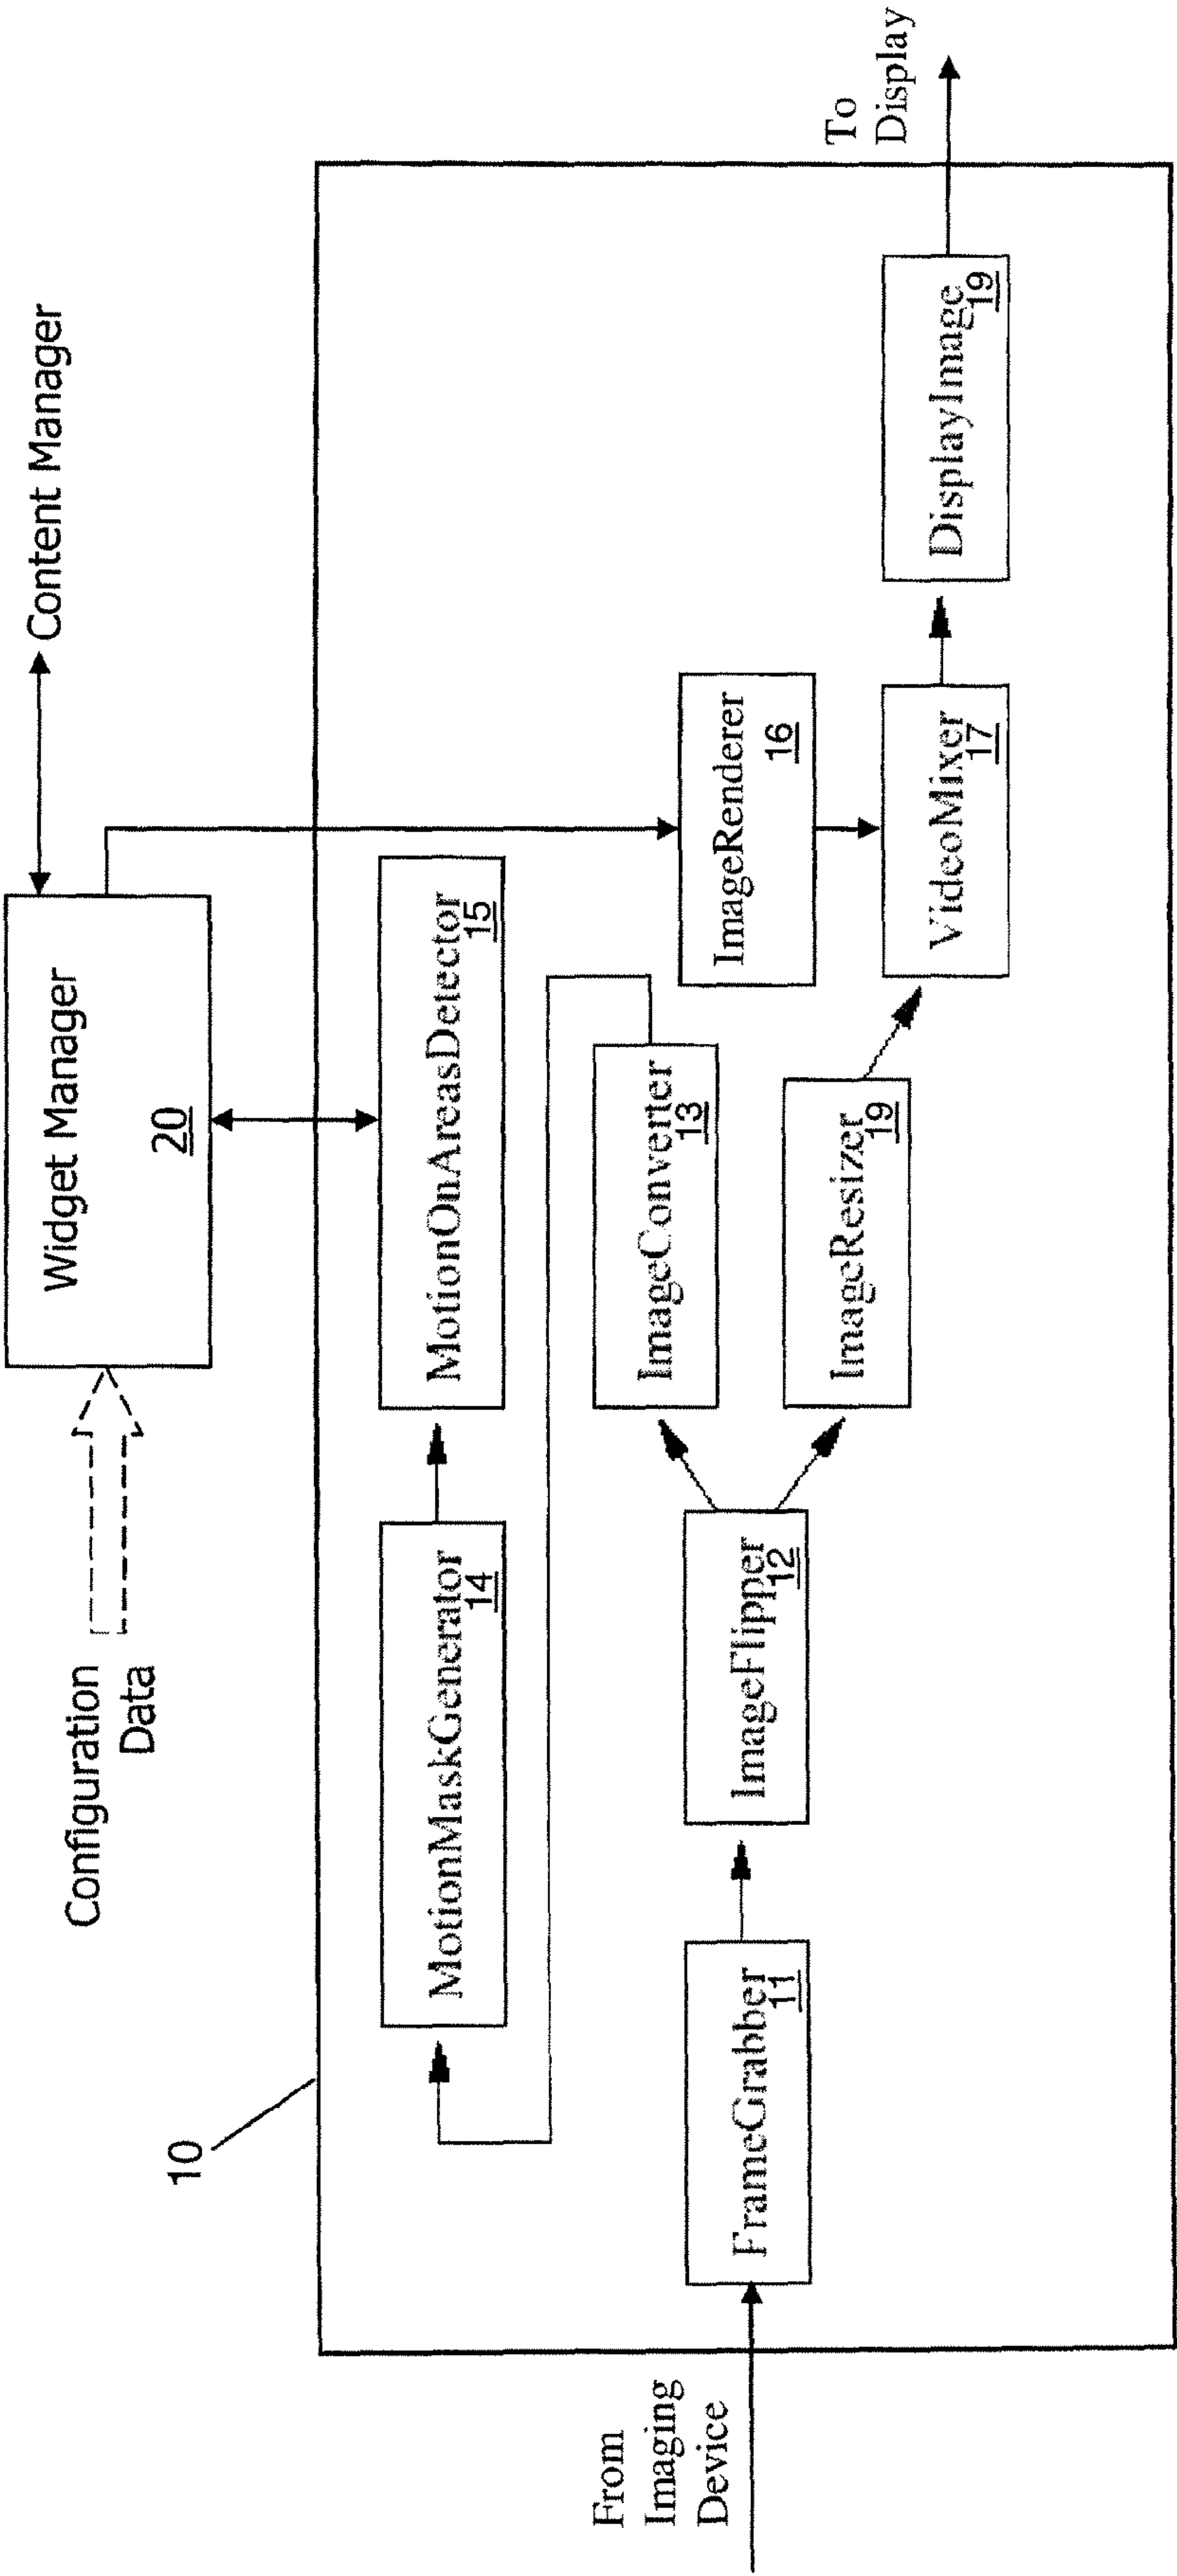 Configuration
Data
Widget Manager
20
Content Manager
10
MotionMaskGenerator
14
MotionOnAreasDetector
15
ImageConverter
13
ImageRenderer
16
From
Imaging
Device
FrameGrabber
11
ImageFlipper
12
ImageResizer
19
VideoMixer
17
DisplayImage
19
To
Display